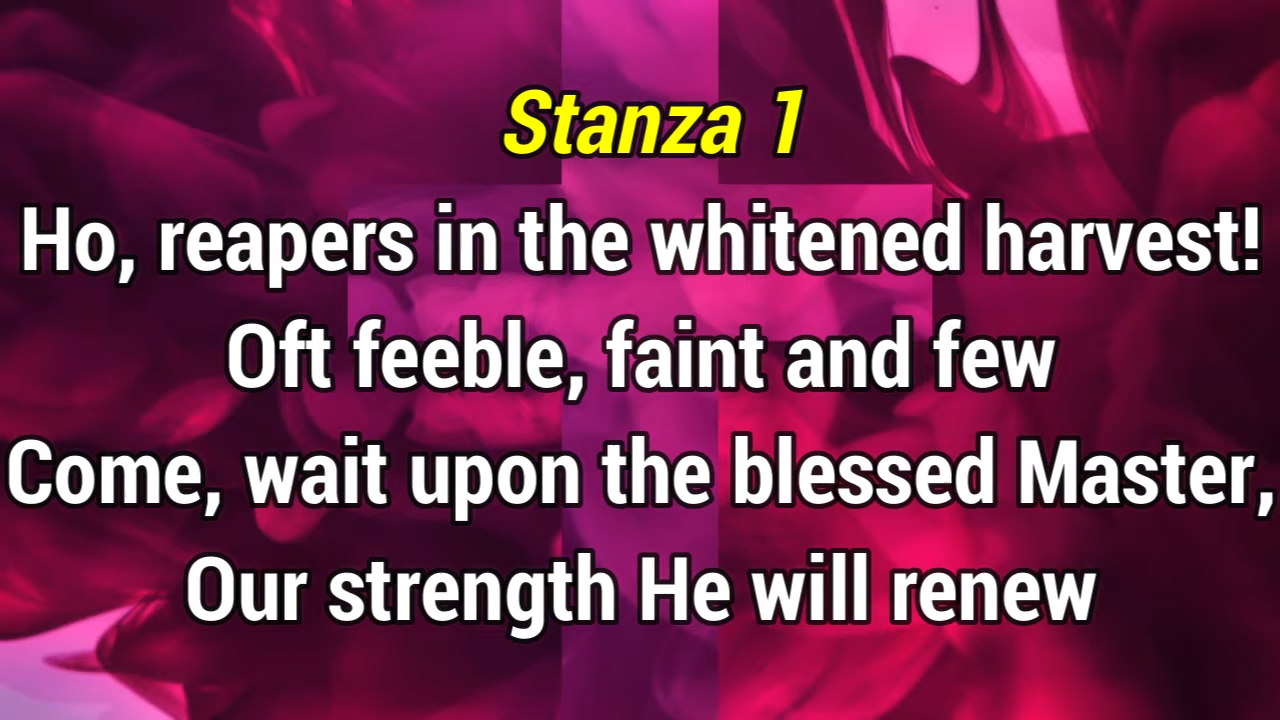 Stanza 1
Ho, reapers in the whitened harvest!
Oft feeble, faint and few
Come, wait upon the blessed Master,
Our strength He will renew